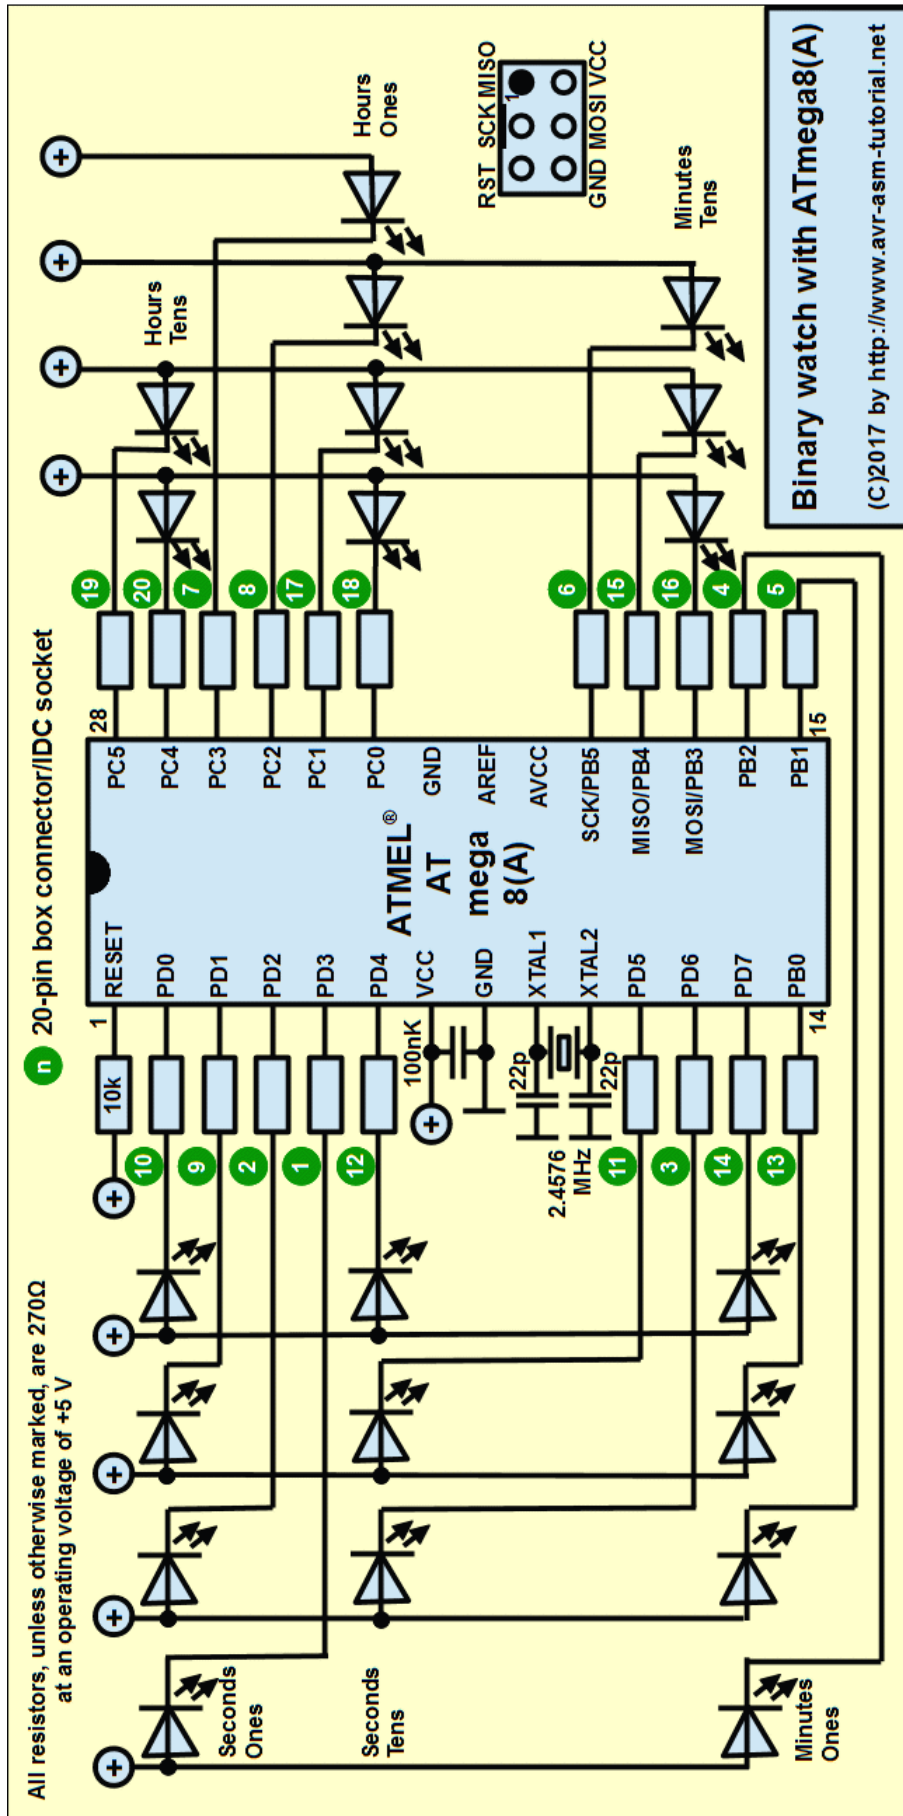 All resistors, unless otherwise marked, are 270Ω
at an operating voltage of +5 V
n 20-pin box connector/IDC socket
Seconds
Ones
Seconds
Tens
Minutes
Ones
10
9
2
1
12
11
3
14
13
10k
1
RESET
PD0
PD1
PD2
PD3
PD4
VCC
GND
XTAL1
XTAL2
PD5
PD6
PD7
PB0
14
100nK
22p
22p
2.4576
MHz
ATMEL®
AT
mega
8(A)
28
PC5
PC4
PC3
PC2
PC1
PC0
GND
AREF
AVCC
SCK/PB5
MISO/PB4
MOSI/PB3
PB2
PB1
15
19
20
7
8
17
18
6
15
16
4
5
Hours
Tens
Hours
Ones
Minutes
Tens
RST SCK MISO
1
GND MOSI VCC
+
+
+
+
+
+
+
+
+
+
Binary watch with ATmega8(A)
(C)2017 by http://www.avr-asm-tutorial.net